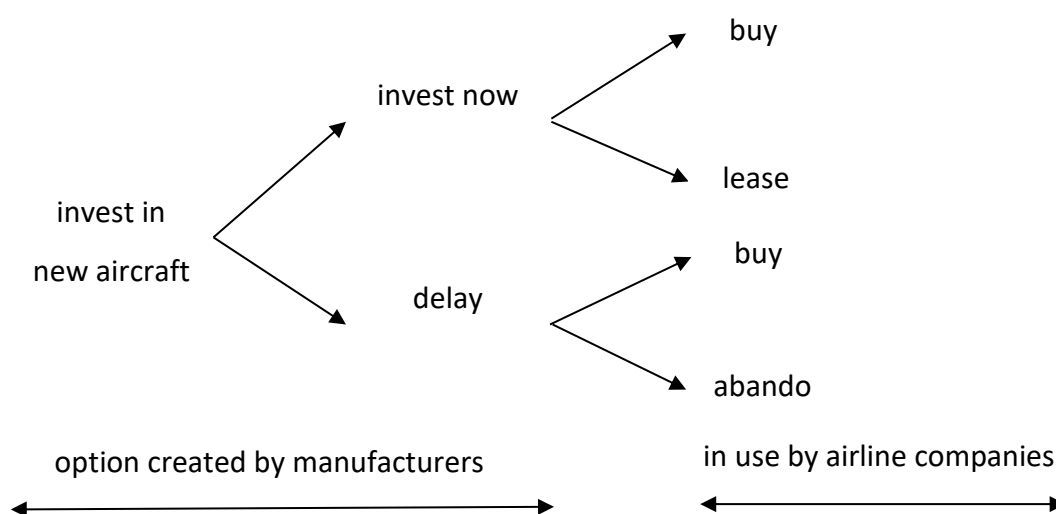 buy
invest now
lease
invest in
new aircraft
buy
delay
abando
option created by manufacturers
in use by airline companies